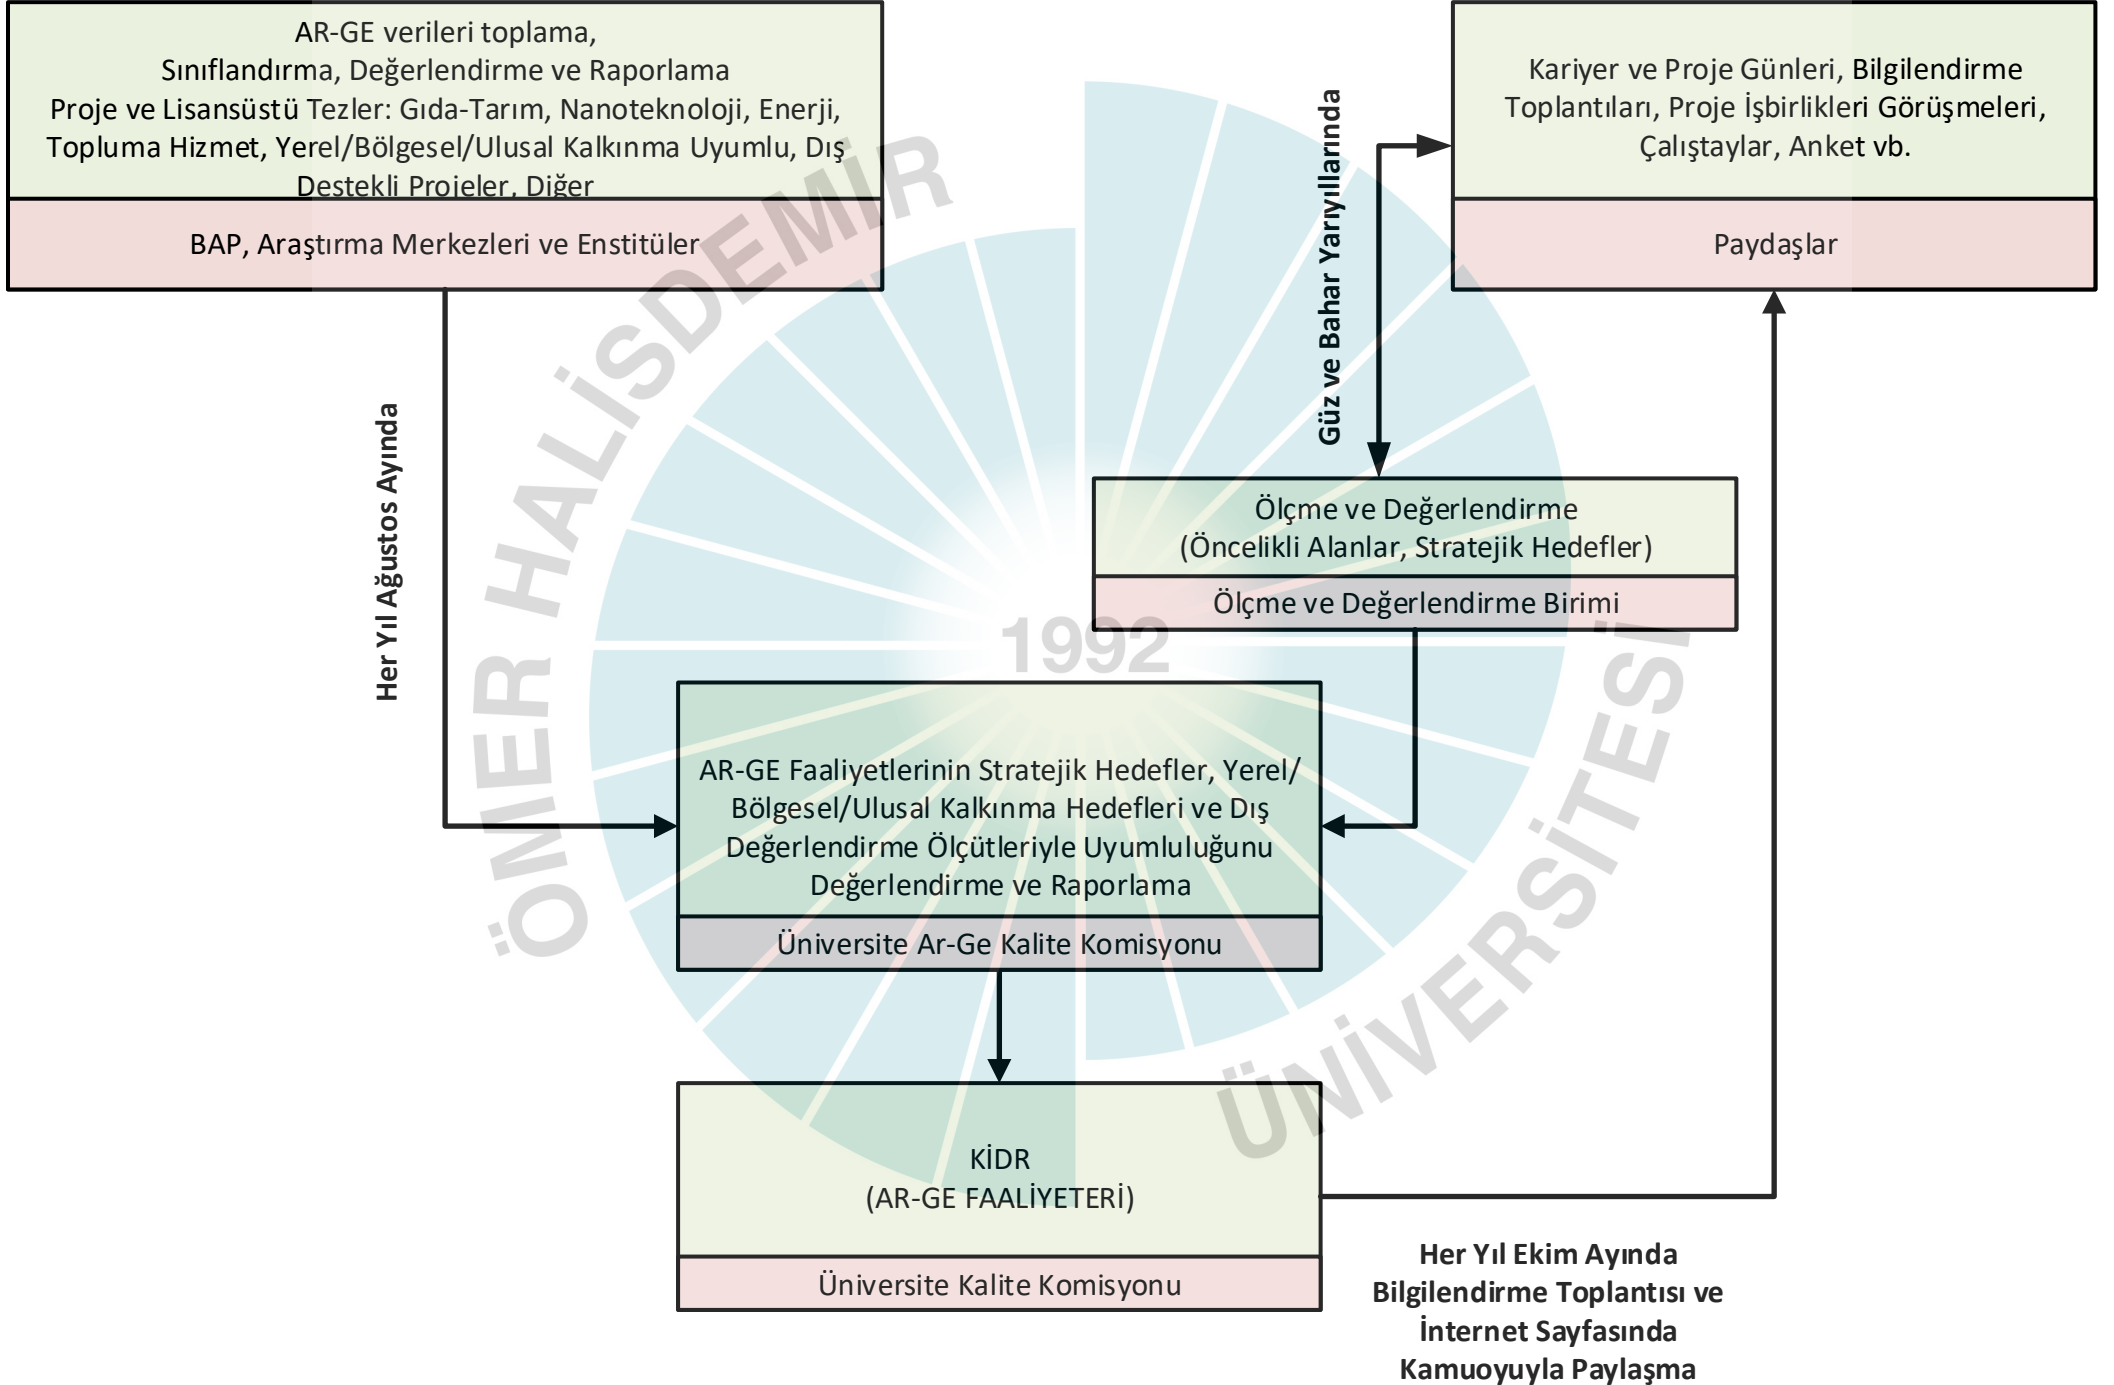 AR-GE verileri toplama,
Sınıflandırma, Değerlendirme ve Raporlama
Proje ve Lisansüstü Tezler: Gıda-Tarım, Nanoteknoloji, Enerji,
Topluma Hizmet, Yerel/Bölgesel/Ulusal Kalkınma Uyumlu, Dış
Destekli Projeler, Diğer
BAP, Araştırma Merkezleri ve Enstitüler
Kariyer ve Proje Günleri, Bilgilendirme
Toplantıları, Proje İşbirlikleri Görüşmeleri,
Çalıştaylar, Anket vb.
Paydaşlar
Güz ve Bahar Yarıyıllarında
Her Yıl Ağustos Ayında
Ölçme ve Değerlendirme
(Öncelikli Alanlar, Stratejik Hedefler)
Ölçme ve Değerlendirme Birimi
ÖMER HALİSDEMİR
1992
ÜNİVERSİTESİ
AR-GE Faaliyetlerinin Stratejik Hedefler, Yerel/
Bölgesel/Ulusal Kalkınma Hedefleri ve Dış
Değerlendirme Ölçütleriyle Uyumluluğunu
Değerlendirme ve Raporlama
Üniversite Ar-Ge Kalite Komisyonu
KİDR
(AR-GE FAALİYETERİ)
Üniversite Kalite Komisyonu
Her Yıl Ekim Ayında
Bilgilendirme Toplantısı ve
İnternet Sayfasında
Kamuoyuyla Paylaşma